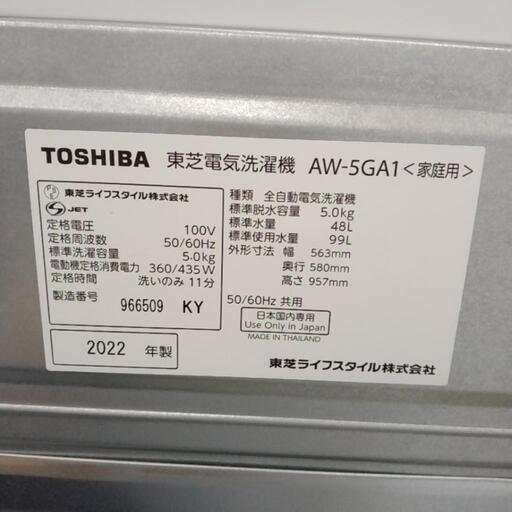 TOSHIBA 東芝電気洗濯機 AW-5GA1<家庭用>
東芝ライフスタイル株式会社
JET
定格電圧 100V
定格周波数 50/60Hz
標準洗濯容量 5.0kg
電動機定格消費電力 360/435W
定格時間 洗いのみ 11分
製造番号 966509 KY
2022 年製
種類 全自動電気洗濯機
標準脱水容量 5.0kg
標準水量 48L
標準使用水量 99L
外形寸法 幅 563mm
奥行 580mm
高さ 957mm
50/60Hz 共用
日本国内専用
Use Only in Japan
MADE IN THAILAND
東芝ライフスタイル株式会社